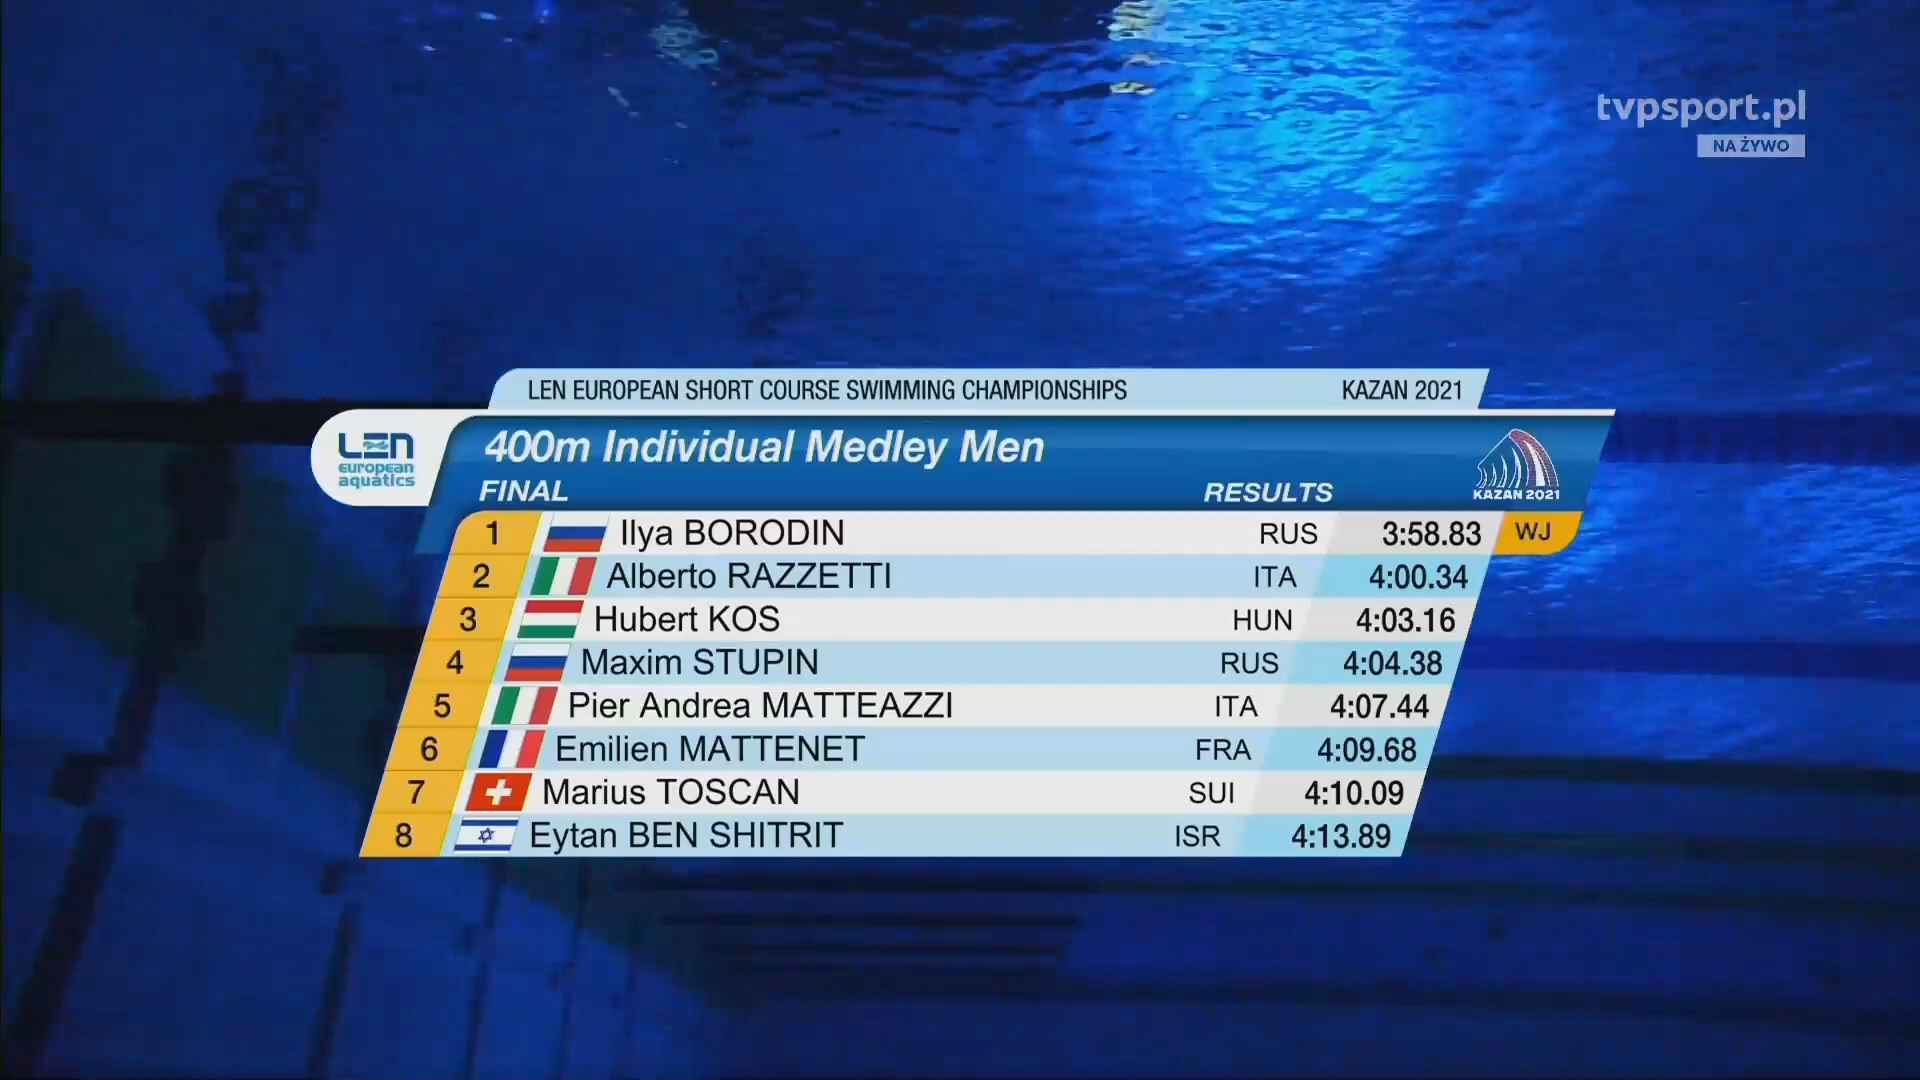 tvpsport.pl
NA ŻYWO
LEN EUROPEAN SHORT COURSE SWIMMING CHAMPIONSHIPS KAZAN 2021
LEN
european
aquatics
400m Individual Medley Men
KAZAN 2021
FINAL RESULTS
1 Ilya BORODIN RUS 3:58.83 WJ
2 Alberto RAZZETTI ITA 4:00.34
3 Hubert KOS HUN 4:03.16
4 Maxim STUPIN RUS 4:04.38
5 Pier Andrea MATTEAZZI ITA 4:07.44
6 Emilien MATTENET FRA 4:09.68
7 Marius TOSCAN SUI 4:10.09
8 Eytan BEN SHITRIT ISR 4:13.89